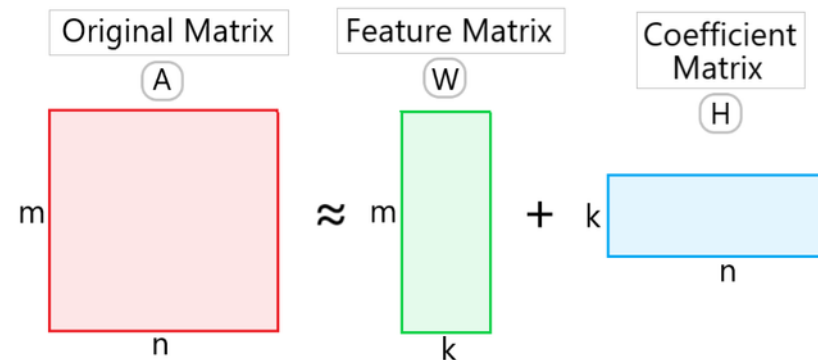 Original Matrix
Feature Matrix
Coefficient
Matrix
A
W
H
m
≈
m
+
k
n
k
n